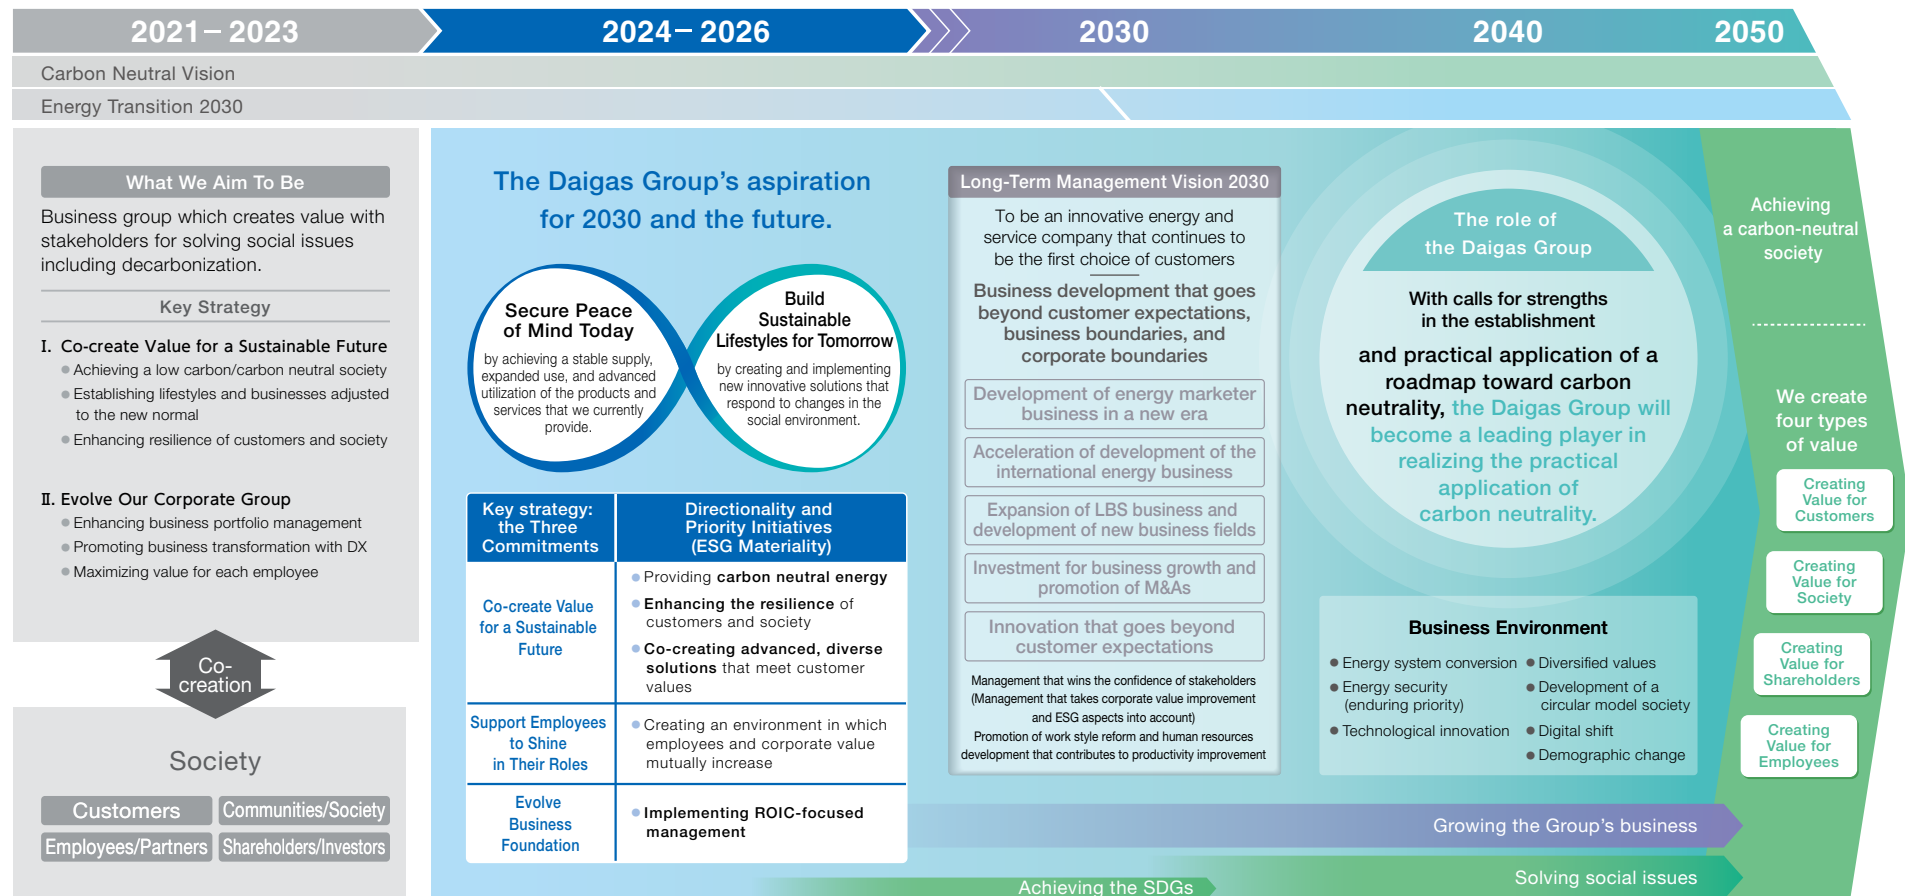 2021－2023
2024－2026
2030
2040
2050
Carbon Neutral Vision
Energy Transition 2030
What We Aim To Be
Business group which creates value with
stakeholders for solving social issues
including decarbonization.
Key Strategy
I. Co-create Value for a Sustainable Future
● Achieving a low carbon/carbon neutral society
● Establishing lifestyles and businesses adjusted
to the new normal
● Enhancing resilience of customers and society
II. Evolve Our Corporate Group
● Enhancing business portfolio management
● Promoting business transformation with DX
● Maximizing value for each employee
Co-
creation
Society
Customers
Communities/Society
Employees/Partners
Shareholders/Investors
The Daigas Group's aspiration
for 2030 and the future.
Secure Peace
of Mind Today
by achieving a stable supply,
expanded use, and advanced
utilization of the products and
services that we currently
provide.
Build
Sustainable
Lifestyles for Tomorrow
by creating and implementing
new innovative solutions that
respond to changes in the
social environment.
Key strategy:
the Three
Commitments
Directionality and
Priority Initiatives
(ESG Materiality)
Co-create Value
for a Sustainable
Future
● Providing carbon neutral energy
● Enhancing the resilience of
customers and society
● Co-creating advanced, diverse
solutions that meet customer
values
Support Employees
to Shine
in Their Roles
● Creating an environment in which
employees and corporate value
mutually increase
Evolve
Business
Foundation
● Implementing ROIC-focused
management
Long-Term Management Vision 2030
To be an innovative energy and
service company that continues to
be the first choice of customers
Business development that goes
beyond customer expectations,
business boundaries, and
corporate boundaries
Development of energy marketer
business in a new era
Acceleration of development of the
international energy business
Expansion of LBS business and
development of new business fields
Investment for business growth and
promotion of M&As
Innovation that goes beyond
customer expectations
Management that wins the confidence of stakeholders
(Management that takes corporate value improvement
and ESG aspects into account)
Promotion of work style reform and human resources
development that contributes to productivity improvement
The role of
the Daigas Group
With calls for strengths
in the establishment
and practical application of a
roadmap toward carbon
neutrality, the Daigas Group will
become a leading player in
realizing the practical
application of
carbon neutrality.
Business Environment
● Energy system conversion
● Energy security
(enduring priority)
● Technological innovation
● Diversified values
● Development of a
circular model society
● Digital shift
● Demographic change
Achieving
a carbon-neutral
society
We create
four types
of value
Creating
Value for
Customers
Creating
Value for
Society
Creating
Value for
Shareholders
Creating
Value for
Employees
Growing the Group's business
Solving social issues
Achieving the SDGs